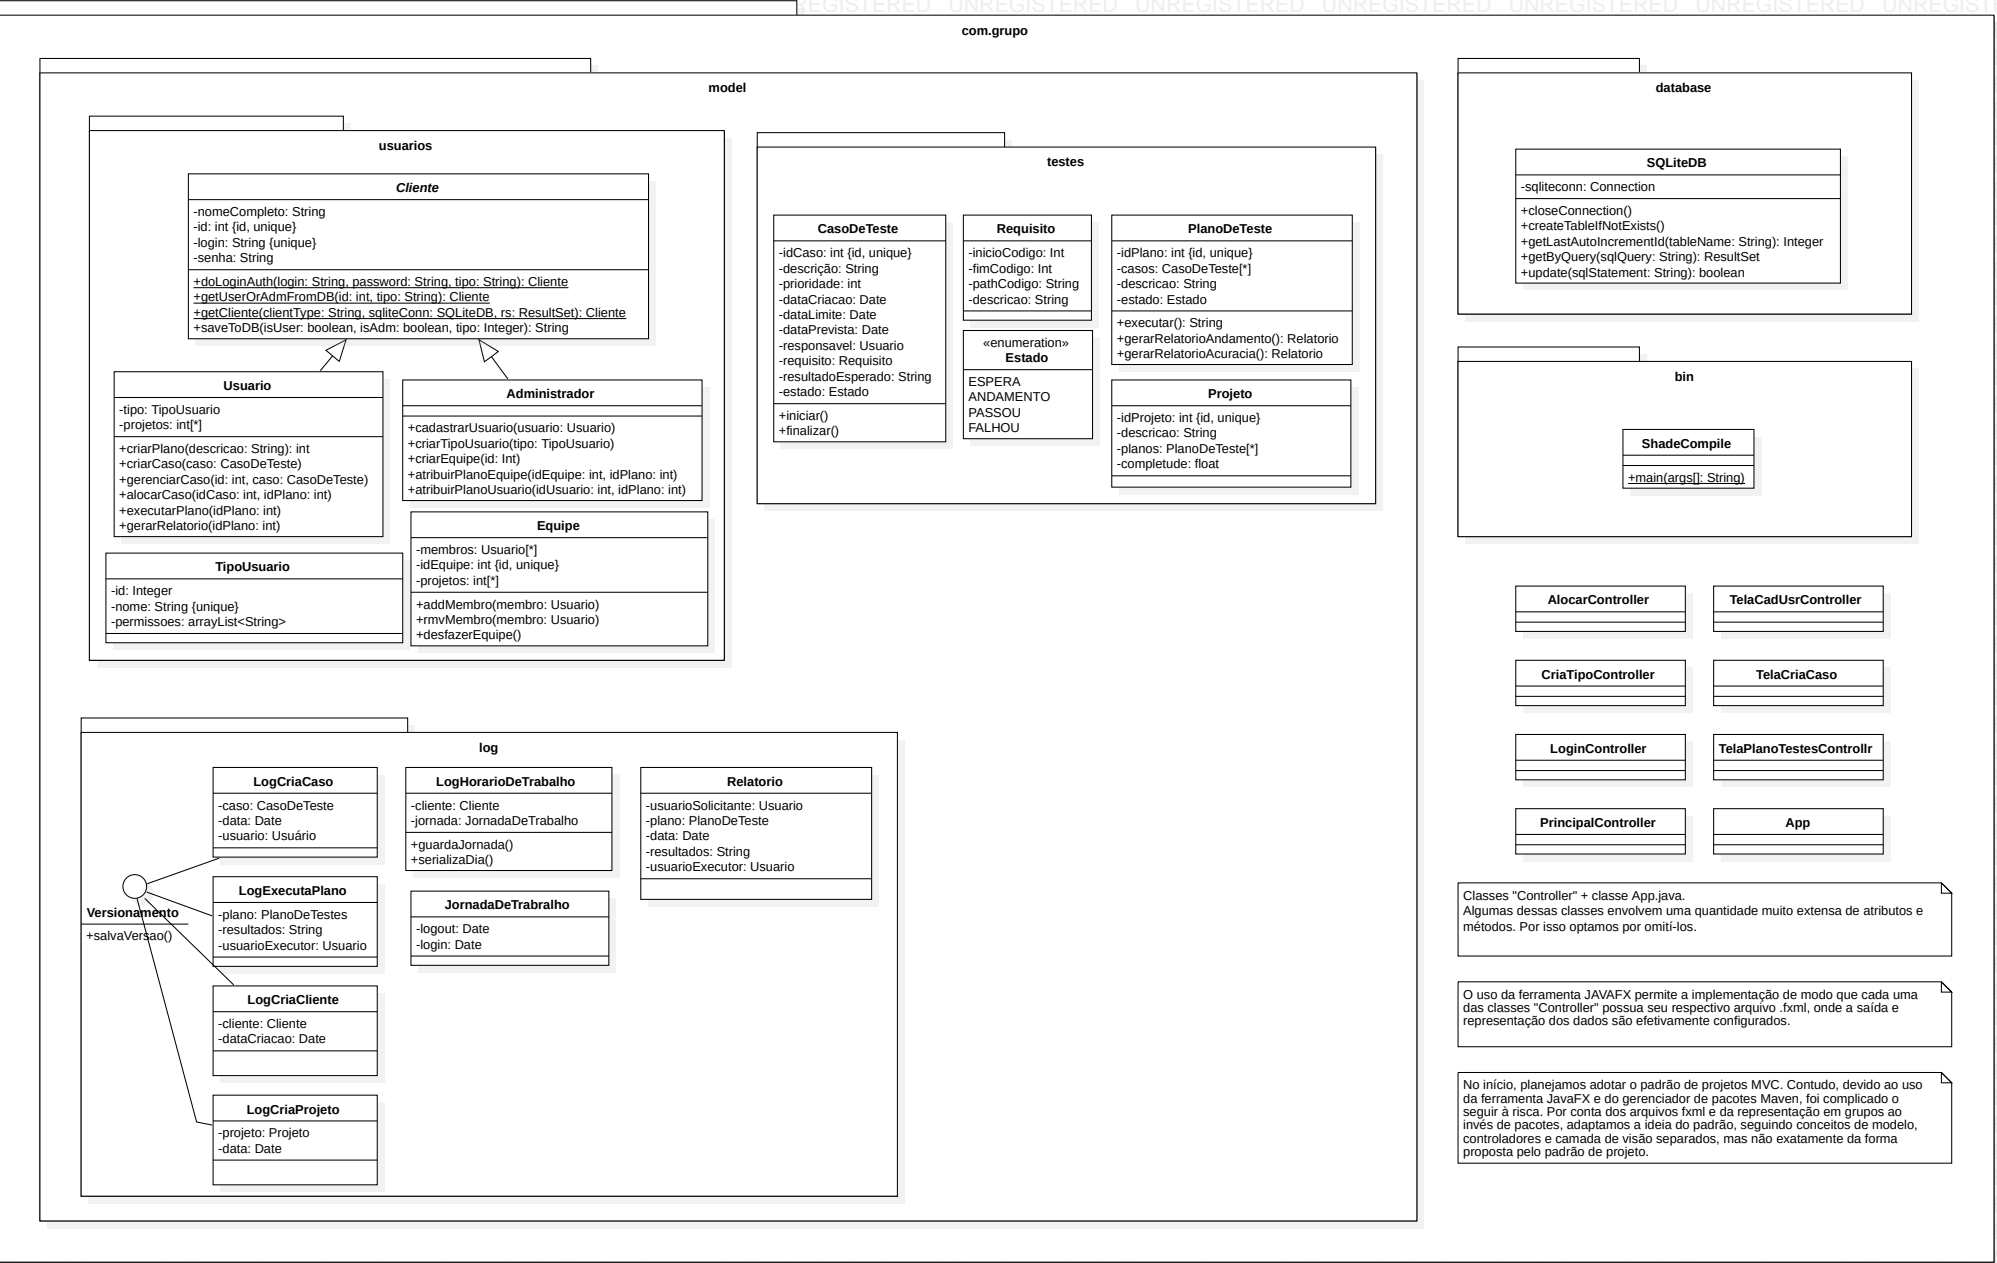 REGISTERED UNREGISTERED UNREGISTERED UNREGISTERED UNREGISTERED UNREGISTERED
com.grupo
model
usuarios
Cliente
-nomeCompleto: String
-id: int {id, unique}
-login: String {unique}
-senha: String
+doLoginAuth(login: String, password: String, tipo: String): Cliente
+getUserOrAdmFromDB(id: int, tipo: String): Cliente
+getCliente(clientType: String, sqliteConn: SQLiteDB, rs: ResultSet): Cliente
+saveToDB(isUser: boolean, isAdm: boolean, tipo: Integer): String
Usuario
-tipo: TipoUsuario
-projetos: int[*]
+criarPlano(descricao: String): int
+criarCaso(caso: CasoDeTeste)
+gerenciarCaso(id: int, caso: CasoDeTeste)
+alocarCaso(idCaso: int, idPlano: int)
+executarPlano(idPlano: int)
+gerarRelatorio(idPlano: int)
Administrador
+cadastrarUsuario(usuario: Usuario)
+criarTipoUsuario(tipo: TipoUsuario)
+criarEquipe(id: Int)
+atribuirPlanoEquipe(idEquipe: int, idPlano: int)
+atribuirPlanoUsuario(idUsuario: int, idPlano: int)
TipoUsuario
-id: Integer
-nome: String {unique}
-permissoes: arrayList<String>
Equipe
-membros: Usuario[*]
-idEquipe: int {id, unique}
-projetos: int[*]
+addMembro(membro: Usuario)
+rmvMembro(membro: Usuario)
+desfazerEquipe()
testes
CasoDeTeste
-idCaso: int {id, unique}
-descrição: String
-prioridade: int
-dataCriacao: Date
-dataLimite: Date
-dataPrevista: Date
-responsavel: Usuario
-requisito: Requisito
-resultadoEsperado: String
-estado: Estado
+iniciar()
+finalizar()
Requisito
-inicioCodigo: Int
-fimCodigo: Int
-pathCodigo: String
-descricao: String
«enumeration»
Estado
ESPERA
ANDAMENTO
PASSOU
FALHOU
PlanoDeTeste
-idPlano: int {id, unique}
-casos: CasoDeTeste[*]
-descricao: String
-estado: Estado
+executar(): String
+gerarRelatorioAndamento(): Relatorio
+gerarRelatorioAcuracia(): Relatorio
Projeto
-idProjeto: int {id, unique}
-descricao: String
-planos: PlanoDeTeste[*]
-completude: float
log
LogCriaCaso
-caso: CasoDeTeste
-data: Date
-usuario: Usuário
LogHorarioDeTrabalho
-cliente: Cliente
-jornada: JornadaDeTrabalho
+guardaJornada()
+serializaDia()
Relatorio
-usuarioSolicitante: Usuario
-plano: PlanoDeTeste
-data: Date
-resultados: String
-usuarioExecutor: Usuario
Versionamento
+salvaVersao()
LogExecutaPlano
-plano: PlanoDeTestes
-resultados: String
-usuarioExecutor: Usuario
JornadaDeTrabralho
-logout: Date
-login: Date
LogCriaCliente
-cliente: Cliente
-dataCriacao: Date
LogCriaProjeto
-projeto: Projeto
-data: Date
database
SQLiteDB
-sqliteconn: Connection
+closeConnection()
+createTableIfNotExists()
+getLastAutoIncrementId(tableName: String): Integer
+getByQuery(sqlQuery: String): ResultSet
+update(sqlStatement: String): boolean
bin
ShadeCompile
+main(args[]: String)
AlocarController
TelaCadUsrController
CriaTipoController
TelaCriaCaso
LoginController
TelaPlanoTestesControllr
PrincipalController
App
Classes "Controller" + classe App.java.
Algumas dessas classes envolvem uma quantidade muito extensa de atributos e
métodos. Por isso optamos por omití-los.
O uso da ferramenta JAVAFX permite a implementação de modo que cada uma
das classes "Controller" possua seu respectivo arquivo .fxml, onde a saída e
representação dos dados são efetivamente configurados.
No início, planejamos adotar o padrão de projetos MVC. Contudo, devido ao uso
da ferramenta JavaFX e do gerenciador de pacotes Maven, foi complicado o
seguir à risca. Por conta dos arquivos fxml e da representação em grupos ao
invés de pacotes, adaptamos a ideia do padrão, seguindo conceitos de modelo,
controladores e camada de visão separados, mas não exatamente da forma
proposta pelo padrão de projeto.